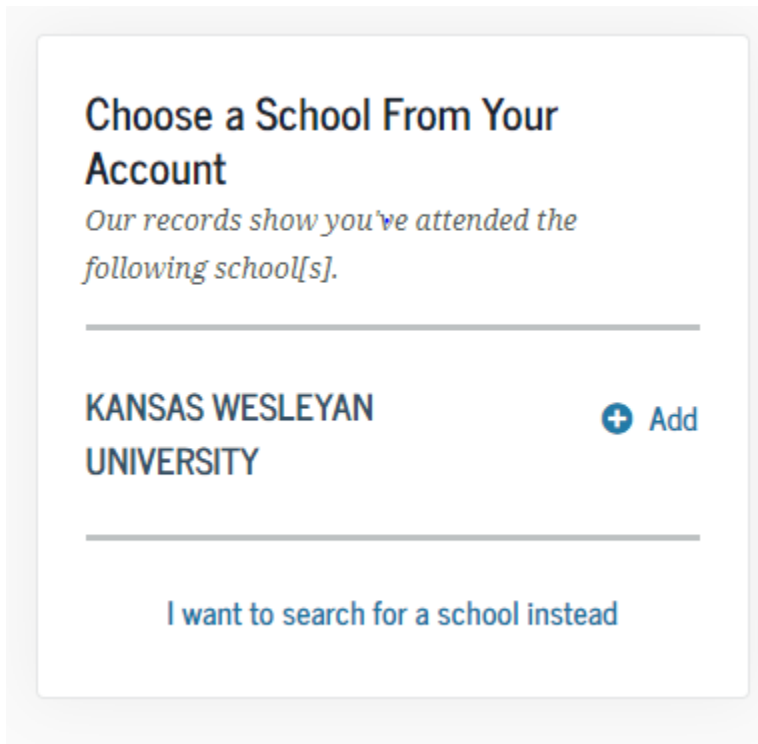 Choose a School From Your
Account
Our records show you've attended the
following school[s].
KANSAS WESLEYAN
UNIVERSITY
Add
I want to search for a school instead